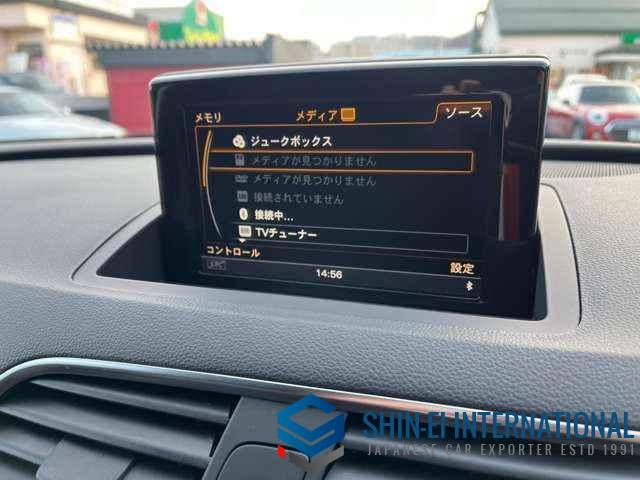 メモリ
メディア
ソース
ジュークボックス
メディアが見つかりません
メディアが見つかりません
接続されていません
接続中...
TVチューナー
コントロール
設定
14:56
SHIN-EI INTERNATIONAL
JAPANESE CAR EXPORTER ESTD 1991